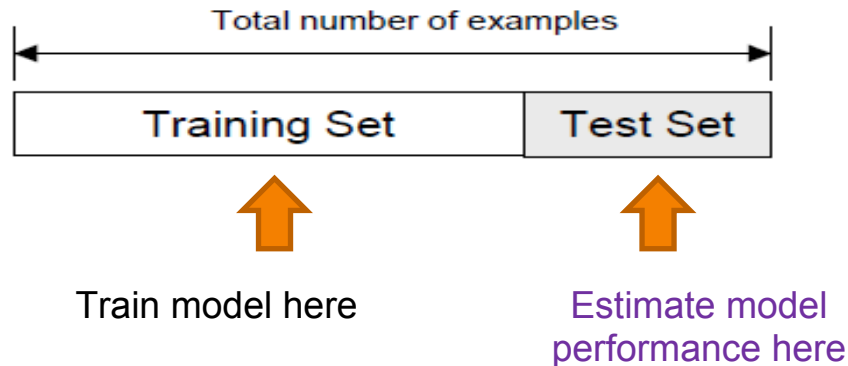 Total number of examples
Training Set
Test Set
Train model here
Estimate model
performance here